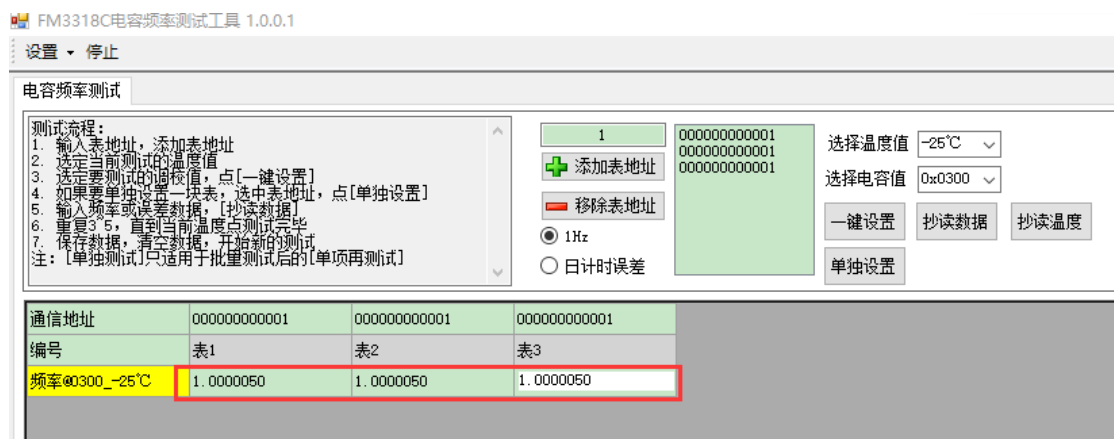 FM3318C电容频率测试工具 1.0.0.1
设置 停止
电容频率测试
测试流程:
1. 输入表地址，添加表地址
2. 选定当前测试的温度值
3. 选定要测试的调校值，点[一键设置]
4. 如果要单独设置一块表，选中表地址，点[单独设置]
5. 输入频率或误差数据，[抄读数据]
6. 重复3~5，直到当前温度点测试完毕
7. 保存数据，清空数据，开始新的测试
注：[单独测试]只适用于批量测试后的[单项再测试]
1
添加表地址
移除表地址
1Hz
日计时误差
000000000001
000000000001
000000000001
选择温度值 -25℃
选择电容值 0x0300
一键设置 抄读数据 抄读温度
单独设置
通信地址 000000000001 000000000001 000000000001
编号 表1 表2 表3
频率@0300_-25℃ 1.0000050 1.0000050 1.0000050